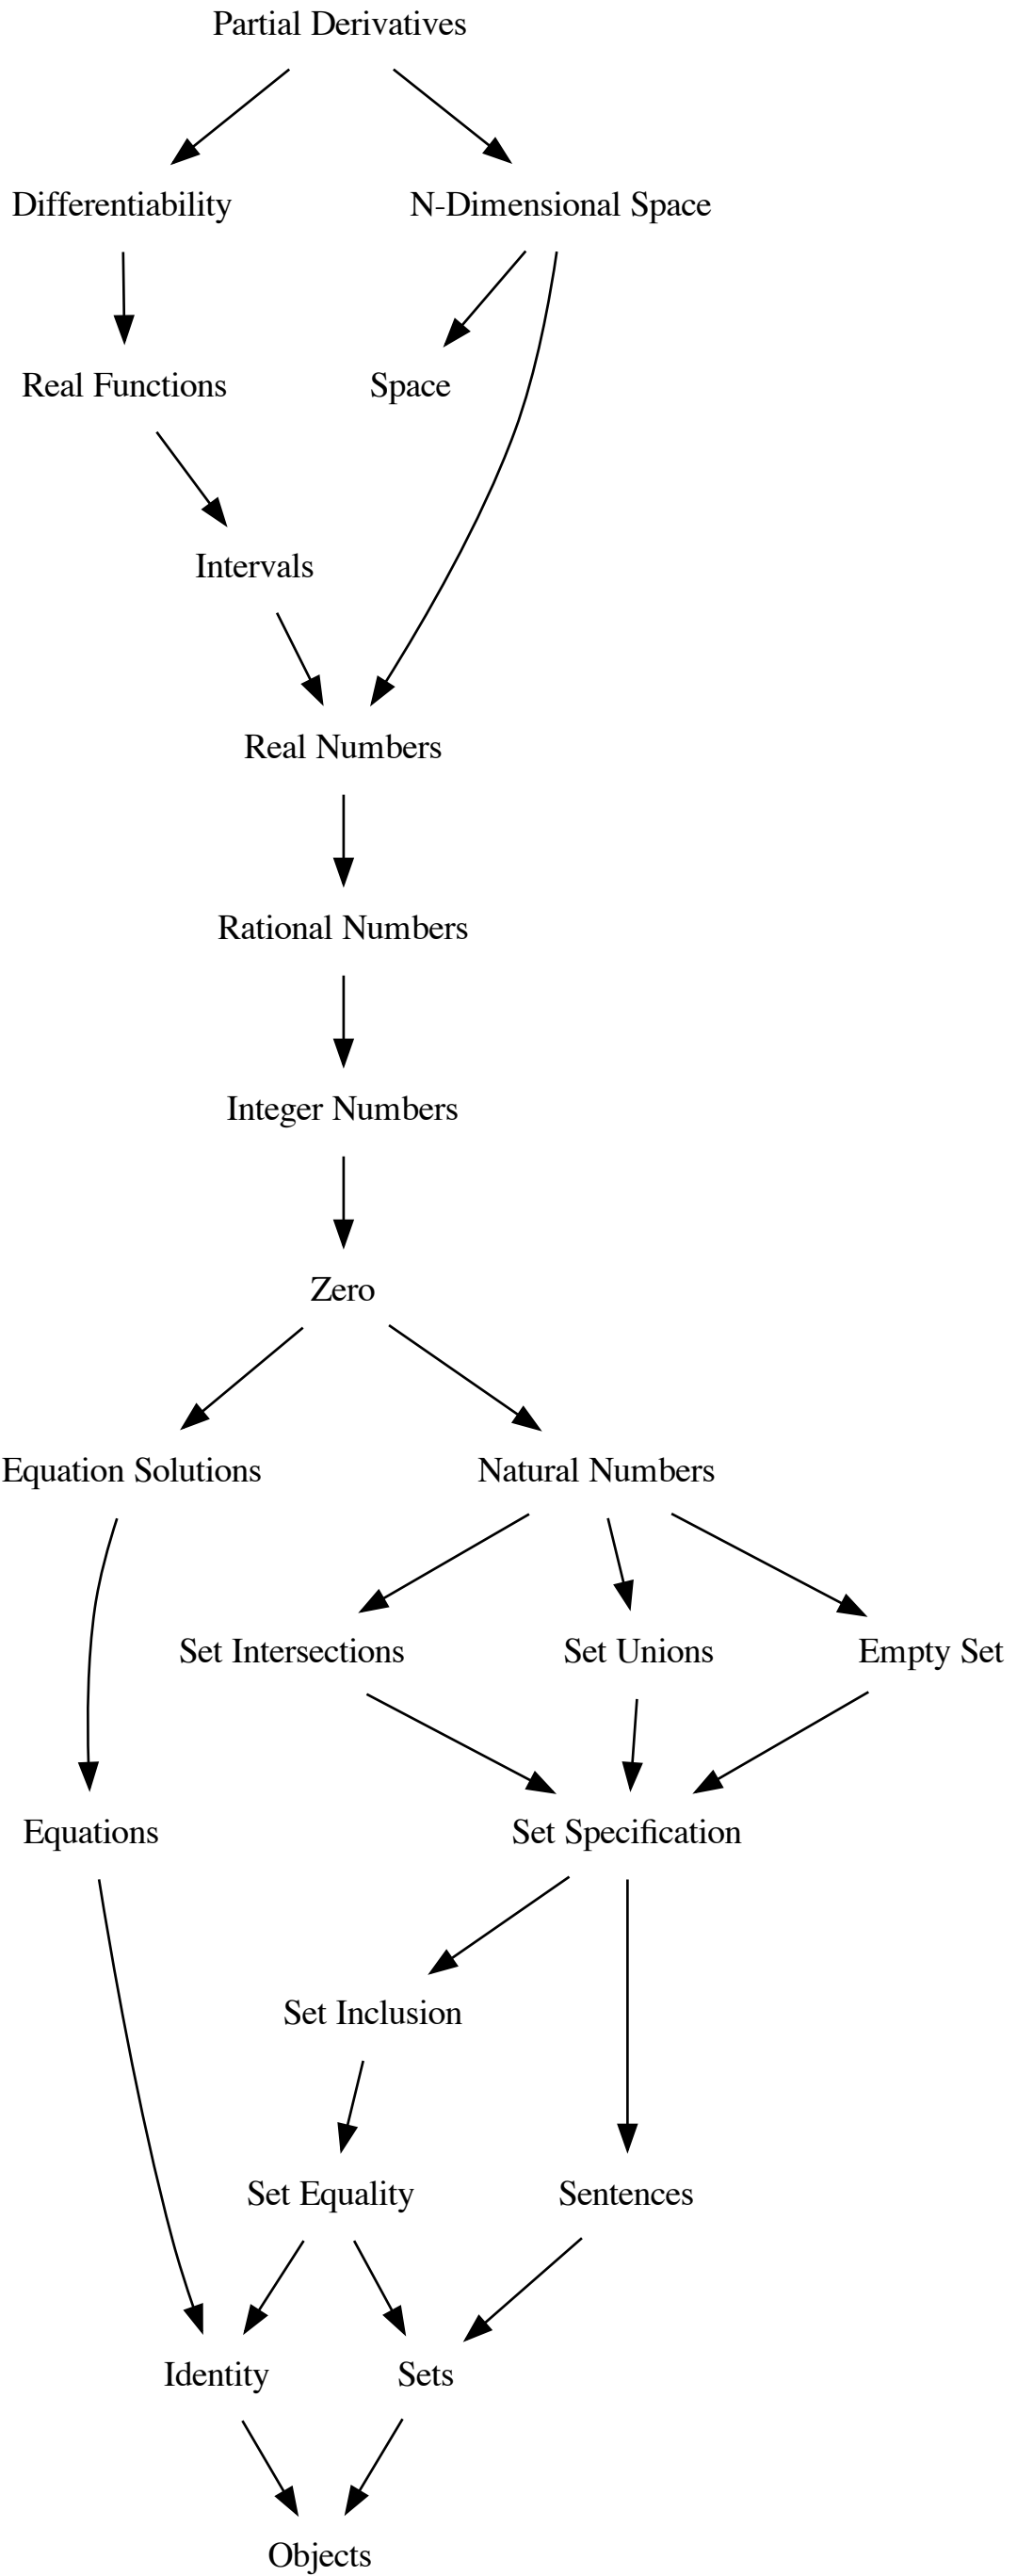 Partial Derivatives
Differentiability
N-Dimensional Space
Real Functions
Space
Intervals
Real Numbers
Rational Numbers
Integer Numbers
Zero
Equation Solutions
Natural Numbers
Set Intersections
Set Unions
Empty Set
Equations
Set Specification
Set Inclusion
Set Equality
Sentences
Identity
Sets
Objects